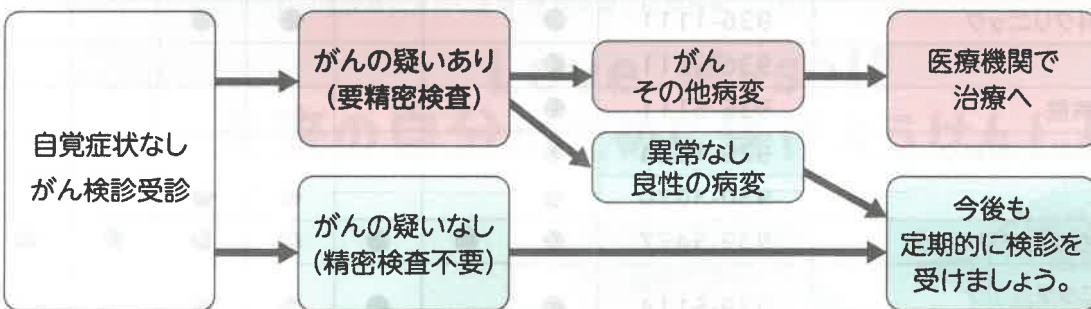 自覚症状なし
がん検診受診
がんの疑いあり
(要精密検査)
がん
その他病変
医療機関で
治療へ
異常なし
良性の病変
がんの疑いなし
(精密検査不要)
今後も
定期的に検診を
受けましょう。